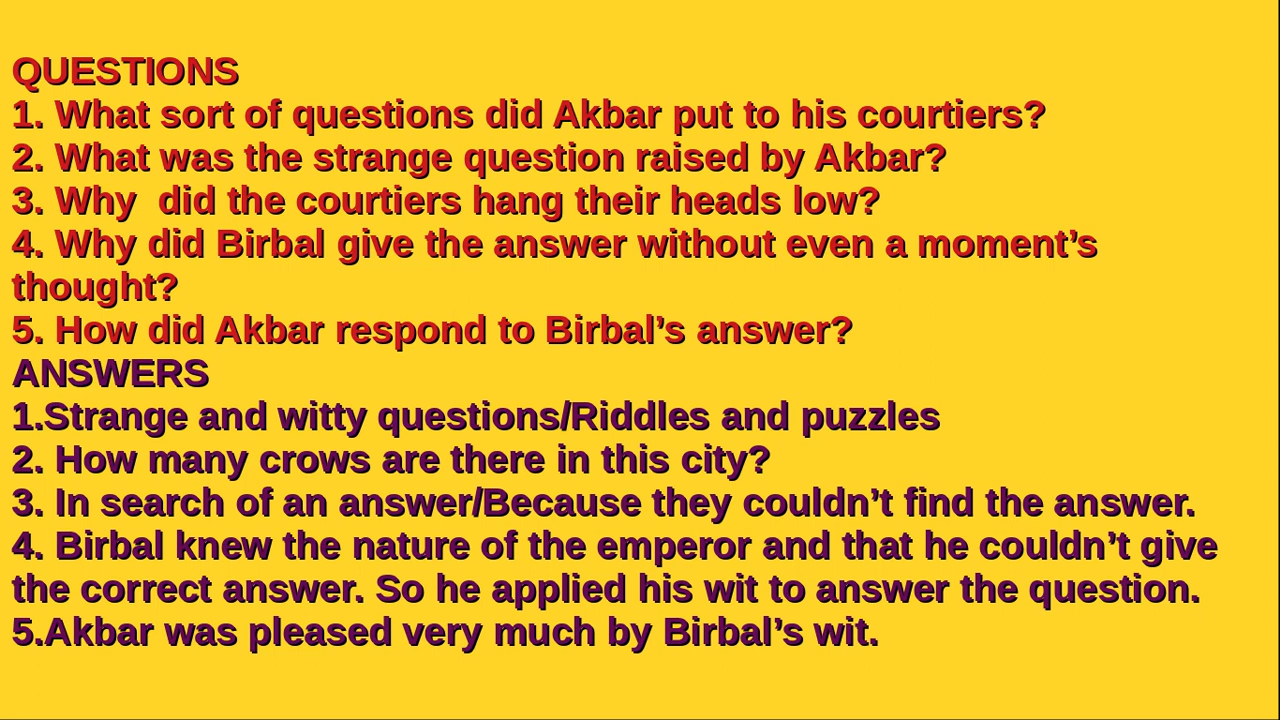 QUESTIONS
1. What sort of questions did Akbar put to his courtiers?
2. What was the strange question raised by Akbar?
3. Why  did the courtiers hang their heads low?
4. Why did Birbal give the answer without even a moment’s
thought?
5. How did Akbar respond to Birbal’s answer?
ANSWERS
1.Strange and witty questions/Riddles and puzzles
2. How many crows are there in this city?
3. In search of an answer/Because they couldn’t find the answer.
4. Birbal knew the nature of the emperor and that he couldn’t give
the correct answer. So he applied his wit to answer the question.
5.Akbar was pleased very much by Birbal’s wit.